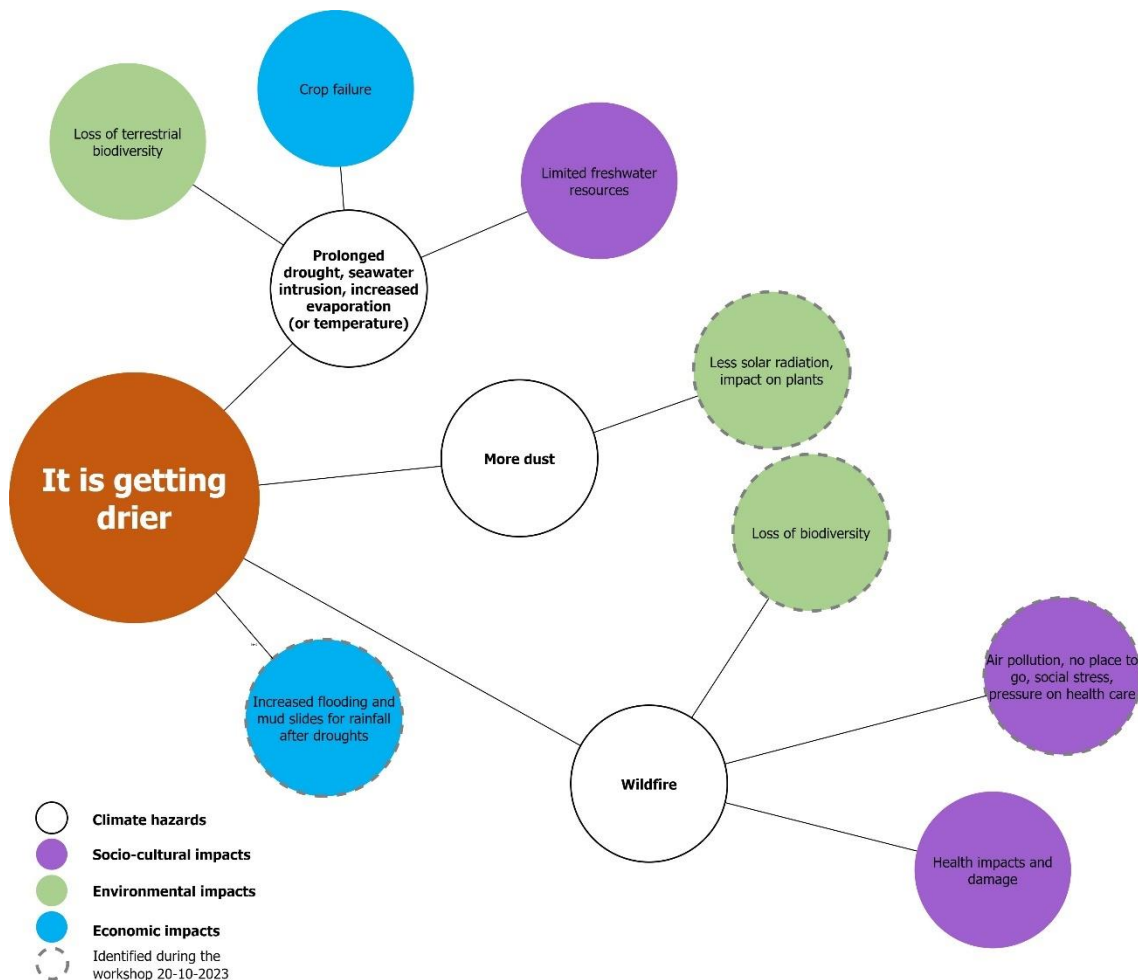 Crop failure
Loss of terrestrial
biodiversity
Limited freshwater
resources
Prolonged
drought, seawater
intrusion, increased
evaporation
(or temperature)
Less solar radiation,
impact on plants
More dust
It is getting
drier
Loss of biodiversity
Air pollution, no place to
go, social stress,
pressure on health care
Increased flooding and
mud slides for rainfall
after droughts
Wildfire
Health impacts and
damage
Climate hazards
Socio-cultural impacts
Environmental impacts
Economic impacts
Identified during the
workshop 20-10-2023